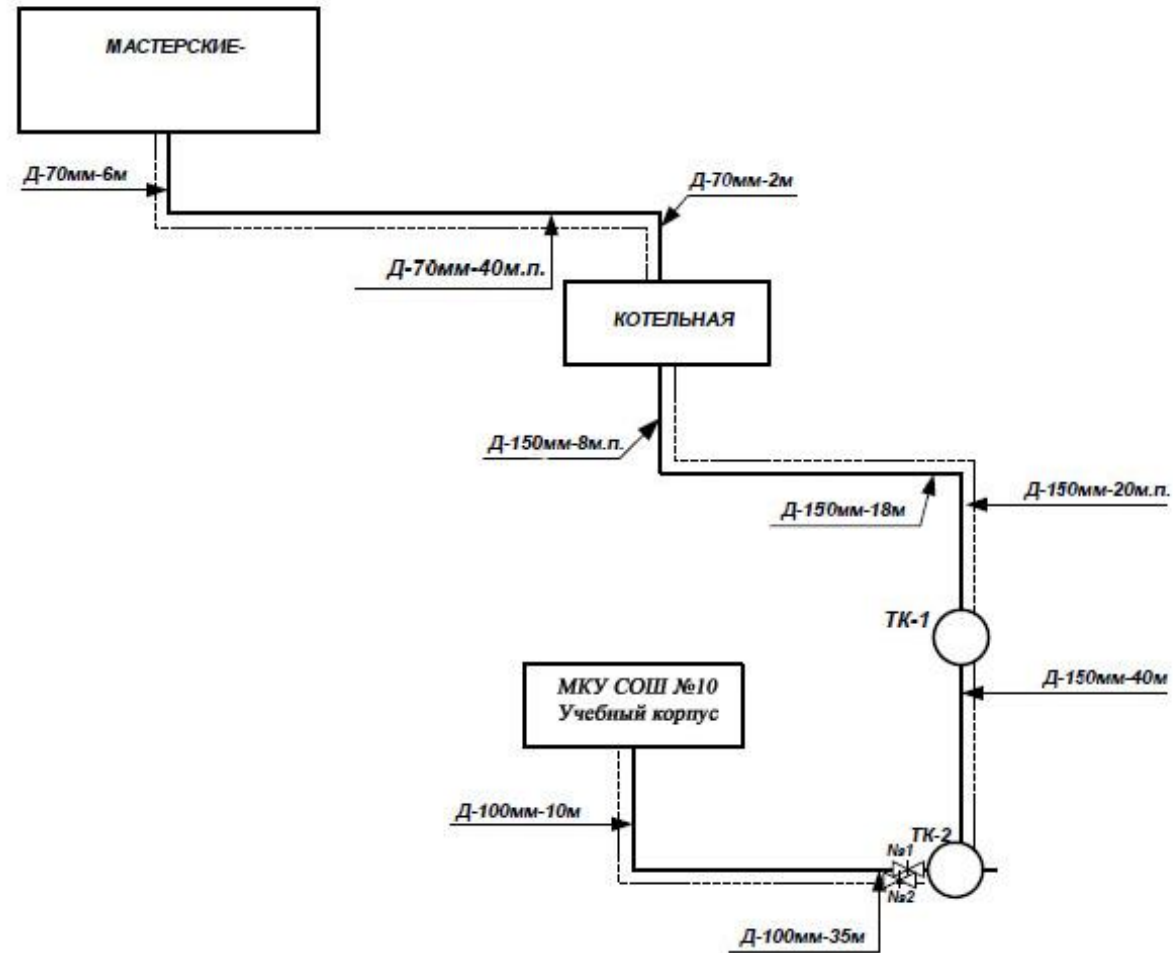 МАСТЕРСКИЕ-
Д-70мм-6м
Д-70мм-2м
Д-70мм-40м.п.
КОТЕЛЬНАЯ
Д-150мм-8м.п.
Д-150мм-18м
Д-150мм-20м.п.
ТК-1
МКУ СОШ №10
Учебный корпус
Д-150мм-40м
Д-100мм-10м
ТК-2
№1
№2
Д-100мм-35м